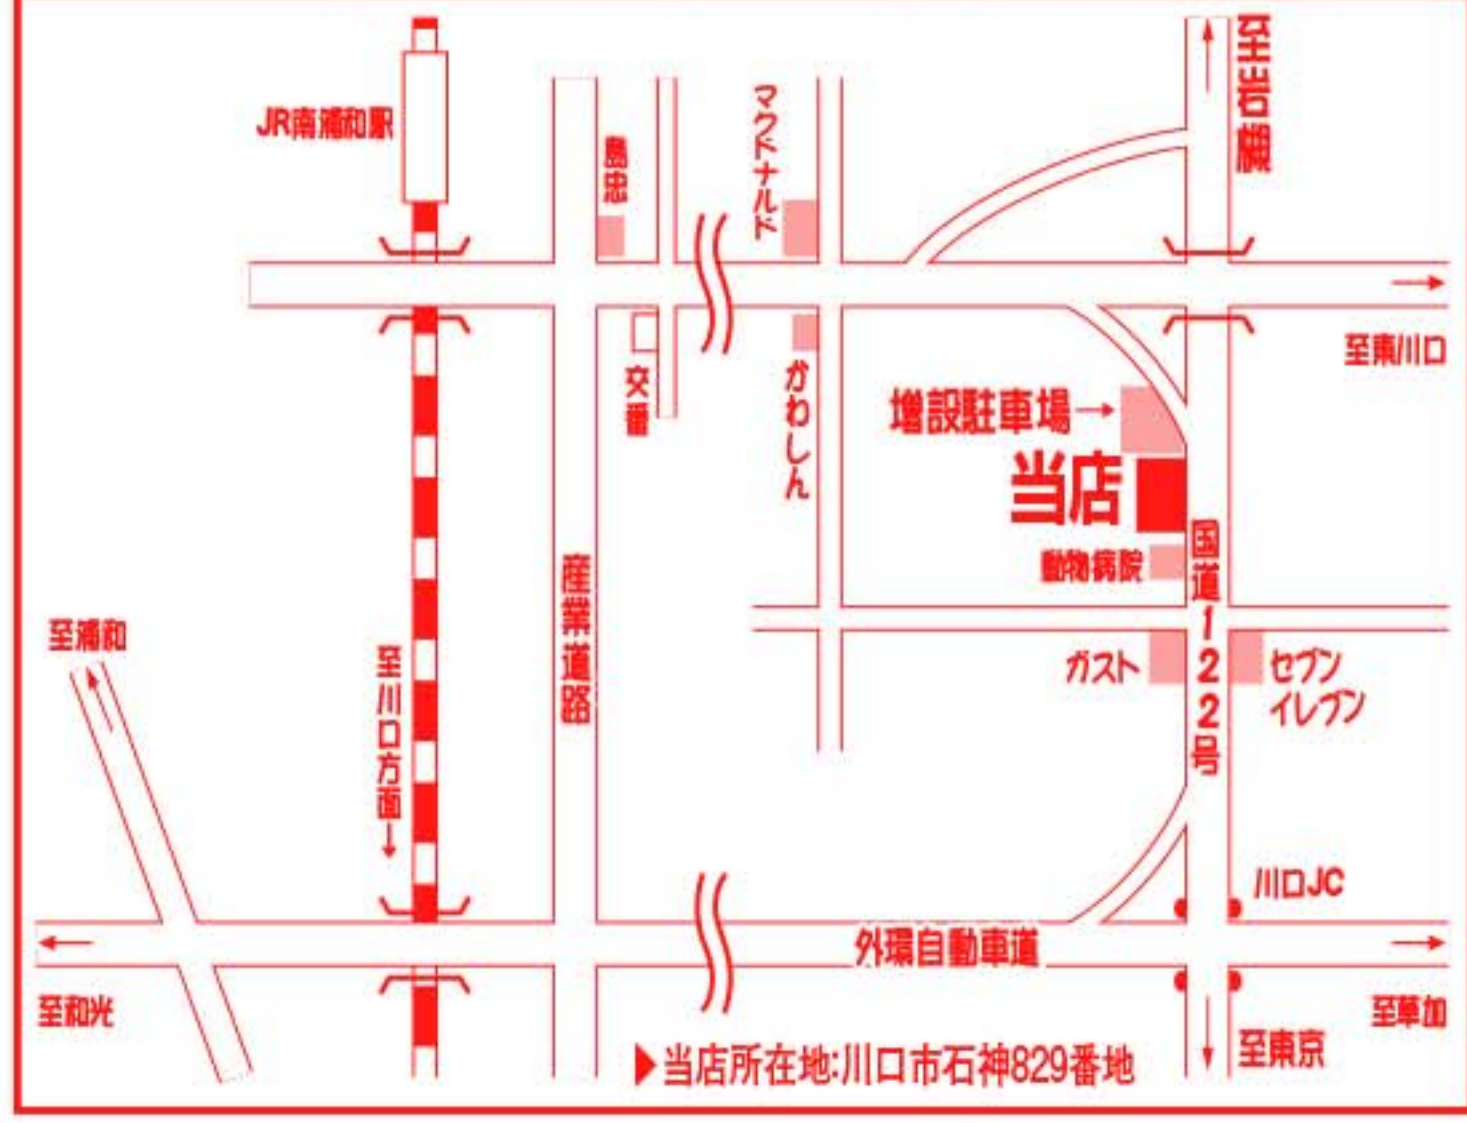 至岩槻
JR南浦和駅
島忠
マクドナルド
至東川口
交番
かわしん
増設駐車場→
当店
動物病院
国道122号
産業道路
至浦和
至川口方面→
ガスト
セブン
イレブン
川口JC
外環自動車道
至和光
至草加
至東京
▶当店所在地:川口市石神829番地